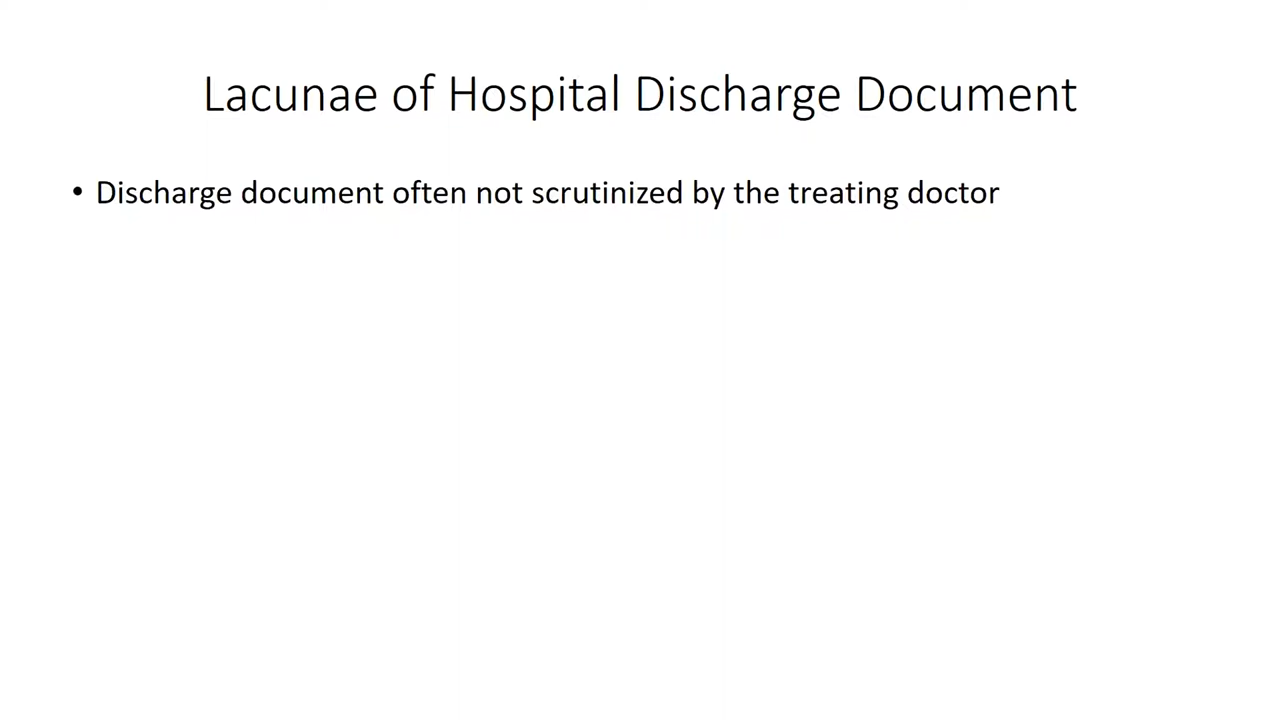 Lacunae of Hospital Discharge Document
• Discharge document often not scrutinized by the treating doctor